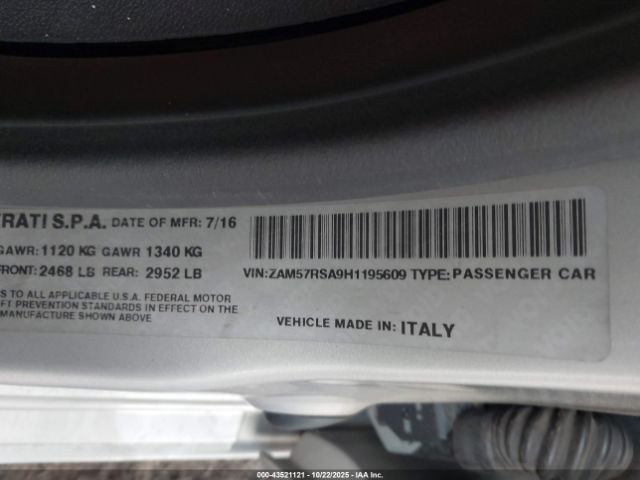 RATI S.P.A. DATE OF MFR: 7/16
GAWR: 1120 KG GAWR 1340 KG
FRONT: 2468 LB REAR: 2952 LB
VIN:ZAM57RSA9H1195609 TYPE: PASSENGER CAR
S TO ALL APPLICABLE U.S.A. FEDERAL MOTOR
FT PREVENTION STANDARDS IN EFFECT ON THE
MANUFACTURE SHOWN ABOVE
VEHICLE MADE IN: ITALY
000-43521121 - 10/22/2025 - IAA Inc.